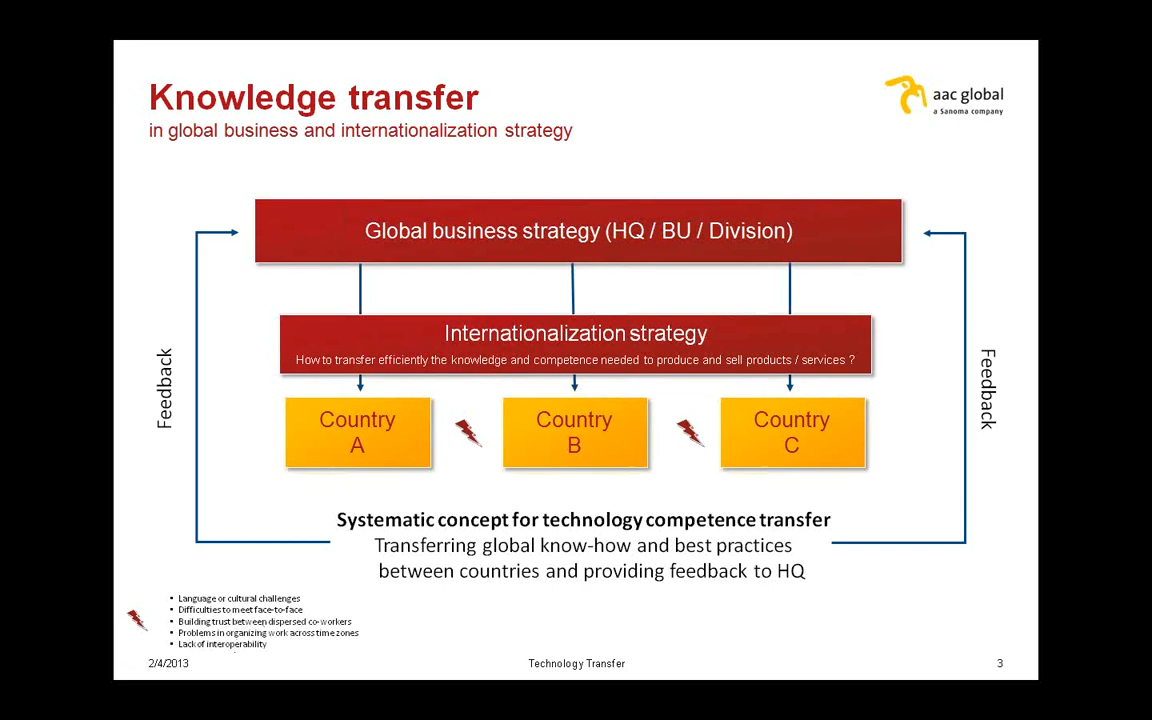 Knowledge transfer
in global business and internationalization strategy
aac global
a Sanoma company
Global business strategy (HQ / BU / Division)
Internationalization strategy
How to transfer efficiently the knowledge and competence needed to produce and sell products / services ?
Feedback
Feedback
Country
A
Country
B
Country
C
Systematic concept for technology competence transfer
Transferring global know-how and best practices
between countries and providing feedback to HQ
▪ Language or cultural challenges
▪ Difficulties to meet face-to-face
▪ Building trust between dispersed co-workers
▪ Problems in organizing work across time zones
▪ Lack of interoperability
2/4/2013
Technology Transfer
3